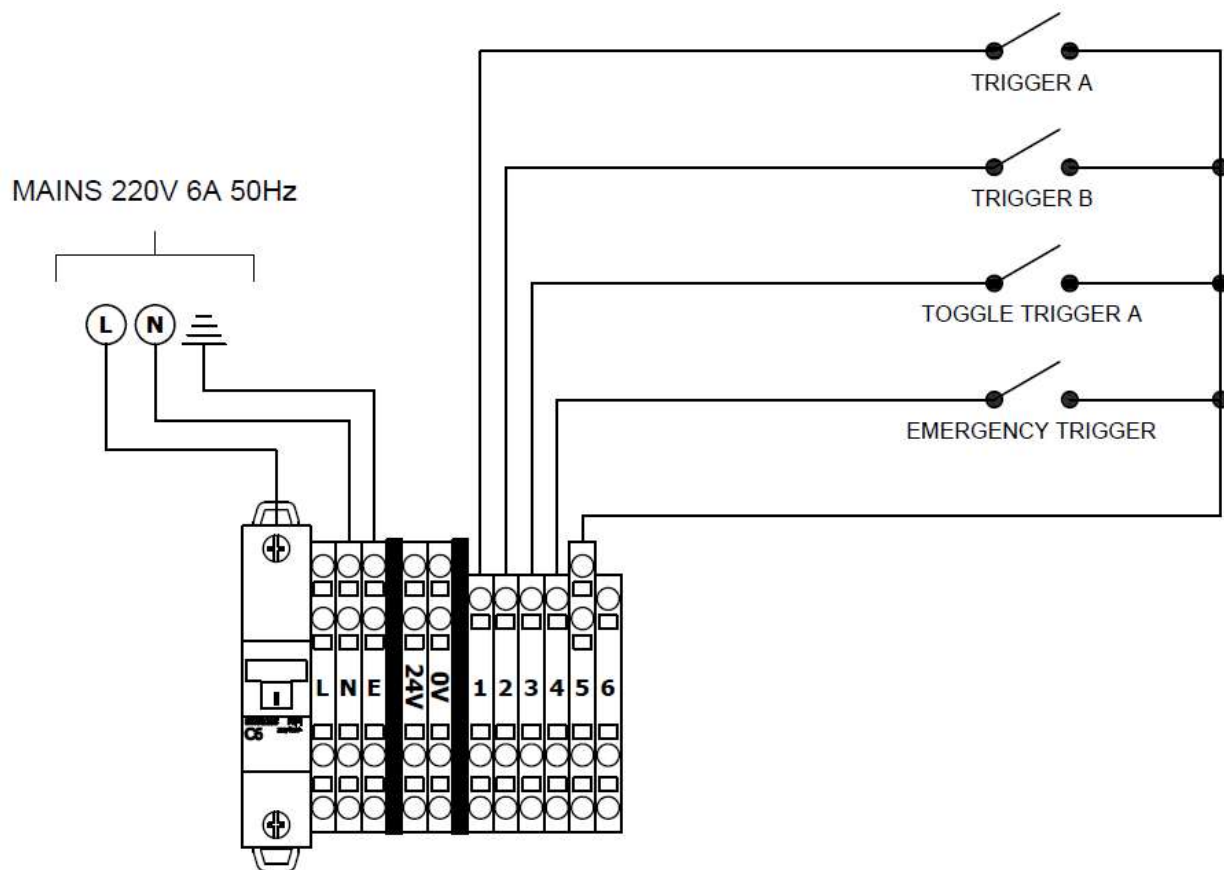 TRIGGER A
TRIGGER B
MAINS 220V 6A 50Hz
TOGGLE TRIGGER A
L N
EMERGENCY TRIGGER
L N E 24V 0V 1 2 3 4 5 6
C6